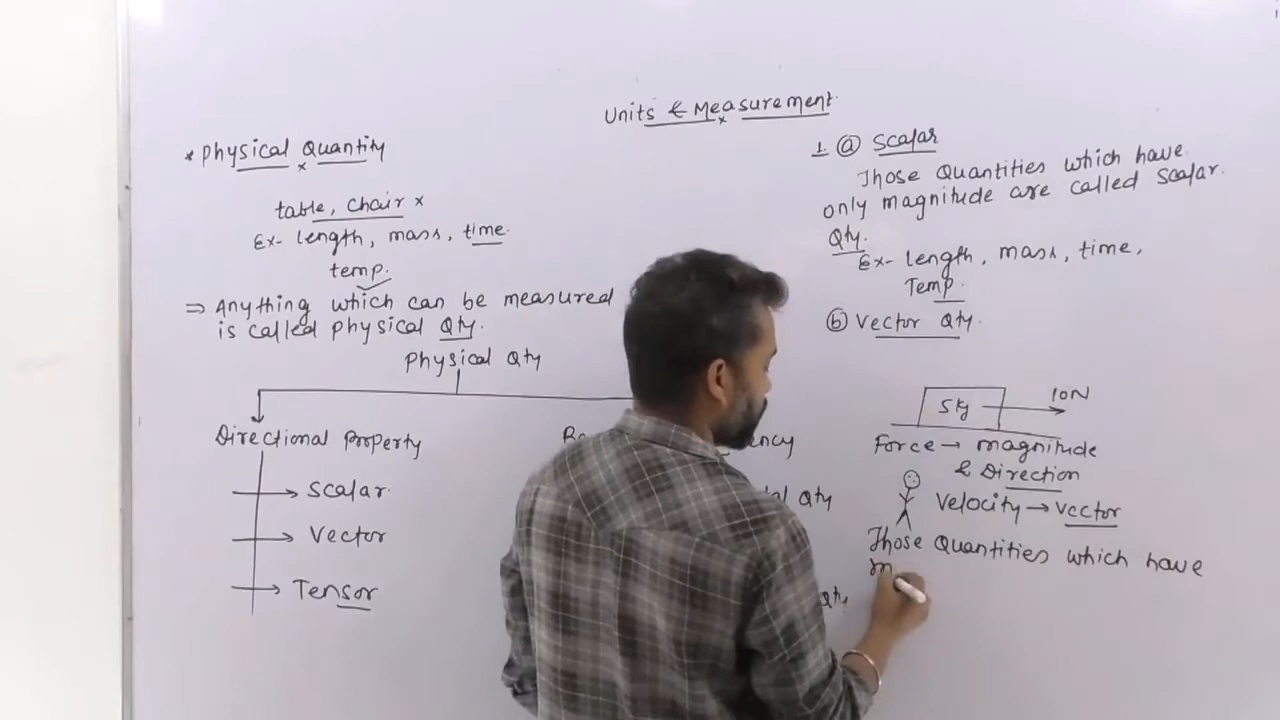 Units & Measurement
* Physical Quantity
table, chair x
Ex- length, mass, time
temp.
⇒ Anything which can be measured
is called physical Qty.
Physical Qty
Directional Property
Scalar
Vector
Tensor
Qty
Qty
1. (a) Scalar
Those Quantities which have
only magnitude are called Scalar
Qty.
Ex- length, mass, time,
Temp
(b) Vector Qty.
5kg
10N
Force → magnitude
& Direction
Velocity → Vector
Those Quantities which have
m